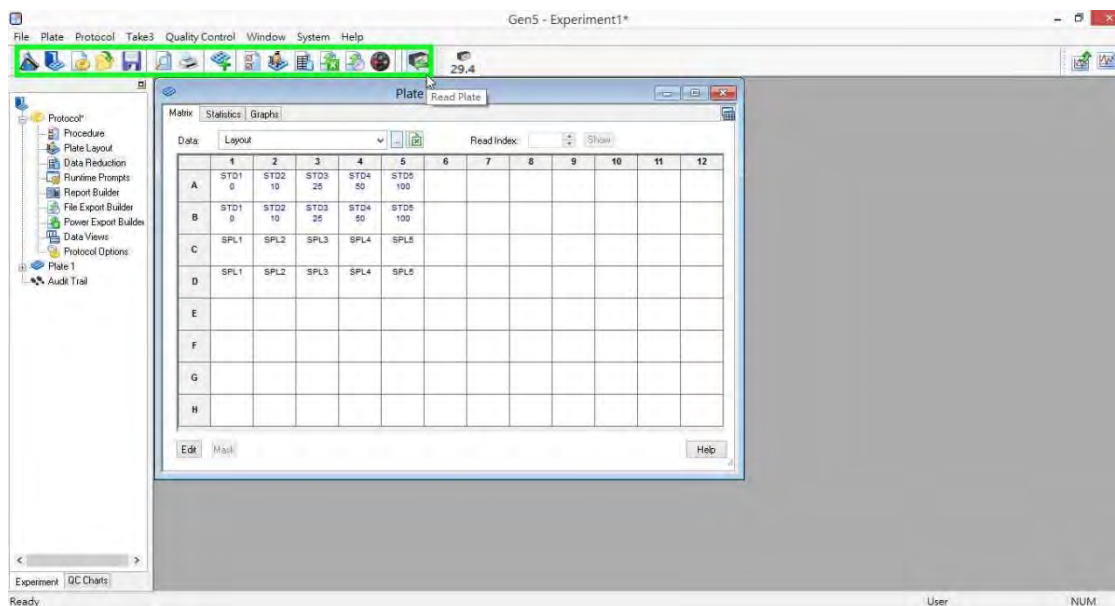 Gen5 - Experiment1*
File Plate Protocol Take3 Quality Control Window System Help
29.4
Plate
Read Plate
Protocol*
Procedure
Plate Layout
Data Reduction
Runtime Prompts
Report Builder
File Export Builder
Power Export Builder
Data Views
Protocol Options
Plate 1
Audit Trail
Matrix Statistics Graphs
Data: Layout ... Read Index: Show
1 2 3 4 5 6 7 8 9 10 11 12
A STD1 STD2 STD3 STD4 STD5
0 10 25 50 100
B STD1 STD2 STD3 STD4 STD5
0 10 25 50 100
C SPL1 SPL2 SPL3 SPL4 SPL5
D SPL1 SPL2 SPL3 SPL4 SPL5
E
F
G
H
Edit Mask Help
Experiment QC Charts
Ready User NUM